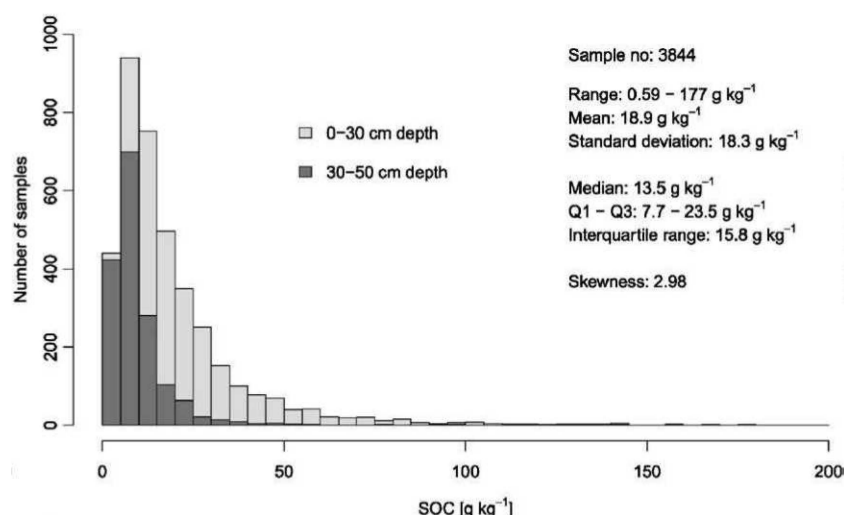 1000
800
600
400
200
0
Number of samples
0−30 cm depth
30−50 cm depth
Sample no: 3844
Range: 0.59 − 177 g kg⁻¹
Mean: 18.9 g kg⁻¹
Standard deviation: 18.3 g kg⁻¹
Median: 13.5 g kg⁻¹
Q1 − Q3: 7.7 − 23.5 g kg⁻¹
Interquartile range: 15.8 g kg⁻¹
Skewness: 2.98
0 50 100 150 200
SOC [g kg⁻¹]